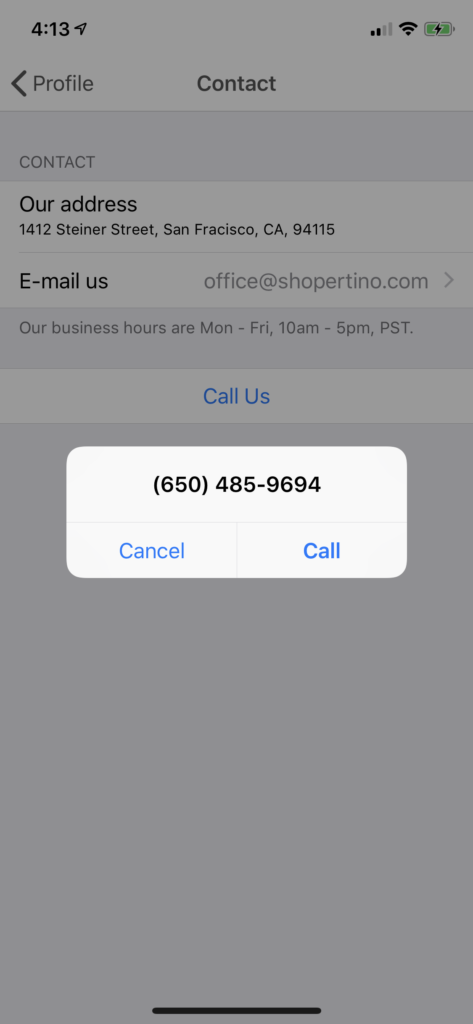 4:13
Profile
Contact
CONTACT
Our address
1412 Steiner Street, San Fracisco, CA, 94115
E-mail us office@shopertino.com
Our business hours are Mon - Fri, 10am - 5pm, PST.
Call Us
(650) 485-9694
Cancel Call